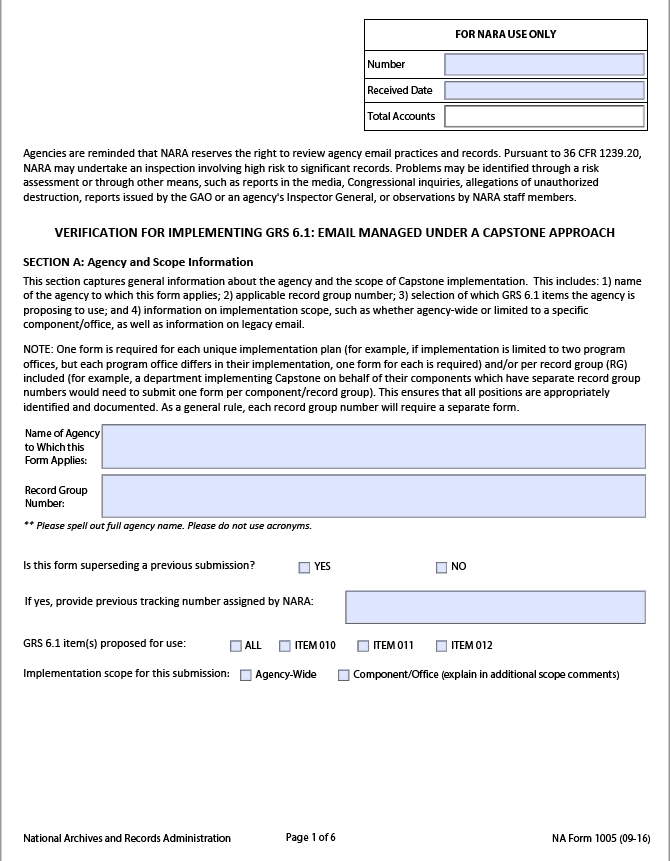 FOR NARA USE ONLY
Number
Received Date
Total Accounts
Agencies are reminded that NARA reserves the right to review agency email practices and records. Pursuant to 36 CFR 1239.20,
NARA may undertake an inspection involving high risk to significant records. Problems may be identified through a risk
assessment or through other means, such as reports in the media, Congressional inquiries, allegations of unauthorized
destruction, reports issued by the GAO or an agency's Inspector General, or observations by NARA staff members.
VERIFICATION FOR IMPLEMENTING GRS 6.1: EMAIL MANAGED UNDER A CAPSTONE APPROACH
SECTION A: Agency and Scope Information
This section captures general information about the agency and the scope of Capstone implementation. This includes: 1) name
of the agency to which this form applies; 2) applicable record group number; 3) selection of which GRS 6.1 items the agency is
proposing to use; and 4) information on implementation scope, such as whether agency-wide or limited to a specific
component/office, as well as information on legacy email.
NOTE: One form is required for each unique implementation plan (for example, if implementation is limited to two program
offices, but each program office differs in their implementation, one form for each is required) and/or per record group (RG)
included (for example, a department implementing Capstone on behalf of their components which have separate record group
numbers would need to submit one form per component/record group). This ensures that all positions are appropriately
identified and documented. As a general rule, each record group number will require a separate form.
Name of Agency
to Which this
Form Applies:
Record Group
Number:
** Please spell out full agency name. Please do not use acronyms.
Is this form superseding a previous submission? YES NO
If yes, provide previous tracking number assigned by NARA:
GRS 6.1 item(s) proposed for use: ALL ITEM 010 ITEM 011 ITEM 012
Implementation scope for this submission: Agency-Wide Component/Office (explain in additional scope comments)
National Archives and Records Administration Page 1 of 6 NA Form 1005 (09-16)